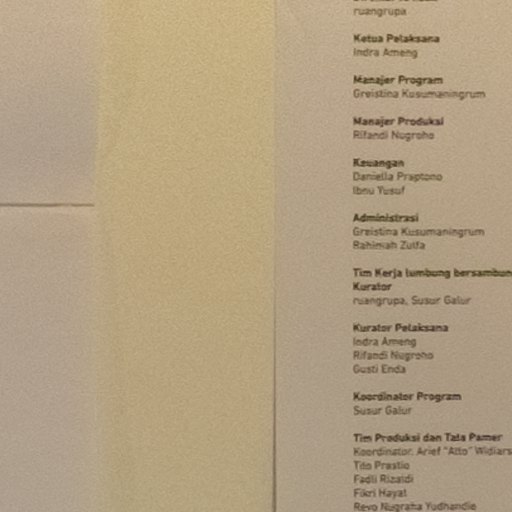 ruangrupa
Ketua Pelaksana
Indra Ameng
Manajer Program
Greistina Kusumaningrum
Manajer Produksi
Rifandi Nugroho
Keuangan
Daniella Praptono
Ibnu Yusuf
Administrasi
Greistina Kusumaningrum
Rahimah Zulfa
Tim Kerja lumbung bersambun
Kurator
ruangrupa, Susur Galur
Kurator Pelaksana
Indra Ameng
Rifandi Nugroho
Gusti Enda
Koordinator Program
Susur Galur
Tim Produksi dan Tata Pamer
Koordinator: Arief "Atto" Widiars
Tito Prastio
Fadli Rizaldi
Fikri Hayat
Revo Nugraha Yudhandie